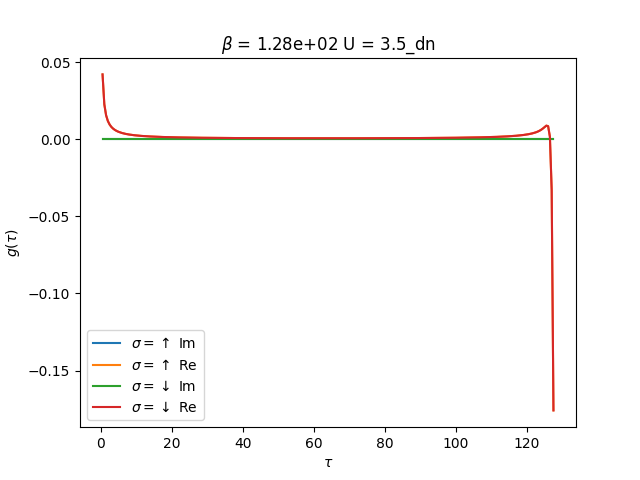 β = 1.28e+02 U = 3.5_dn
0.05
0.00
−0.05
−0.10
−0.15
g(τ)
σ = ↑ Im
σ = ↑ Re
σ = ↓ Im
σ = ↓ Re
0 20 40 60 80 100 120
τ